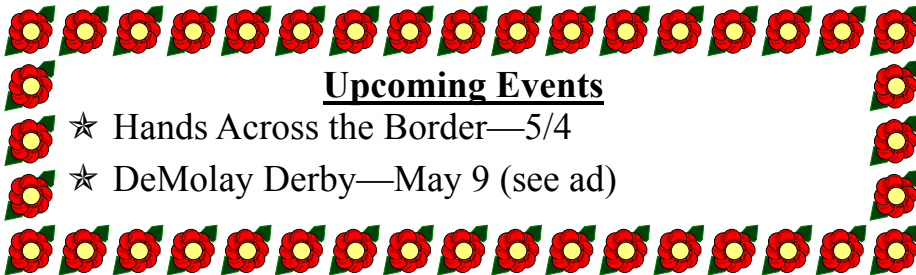 Upcoming Events
✯ Hands Across the Border—5/4
✯ DeMolay Derby—May 9 (see ad)